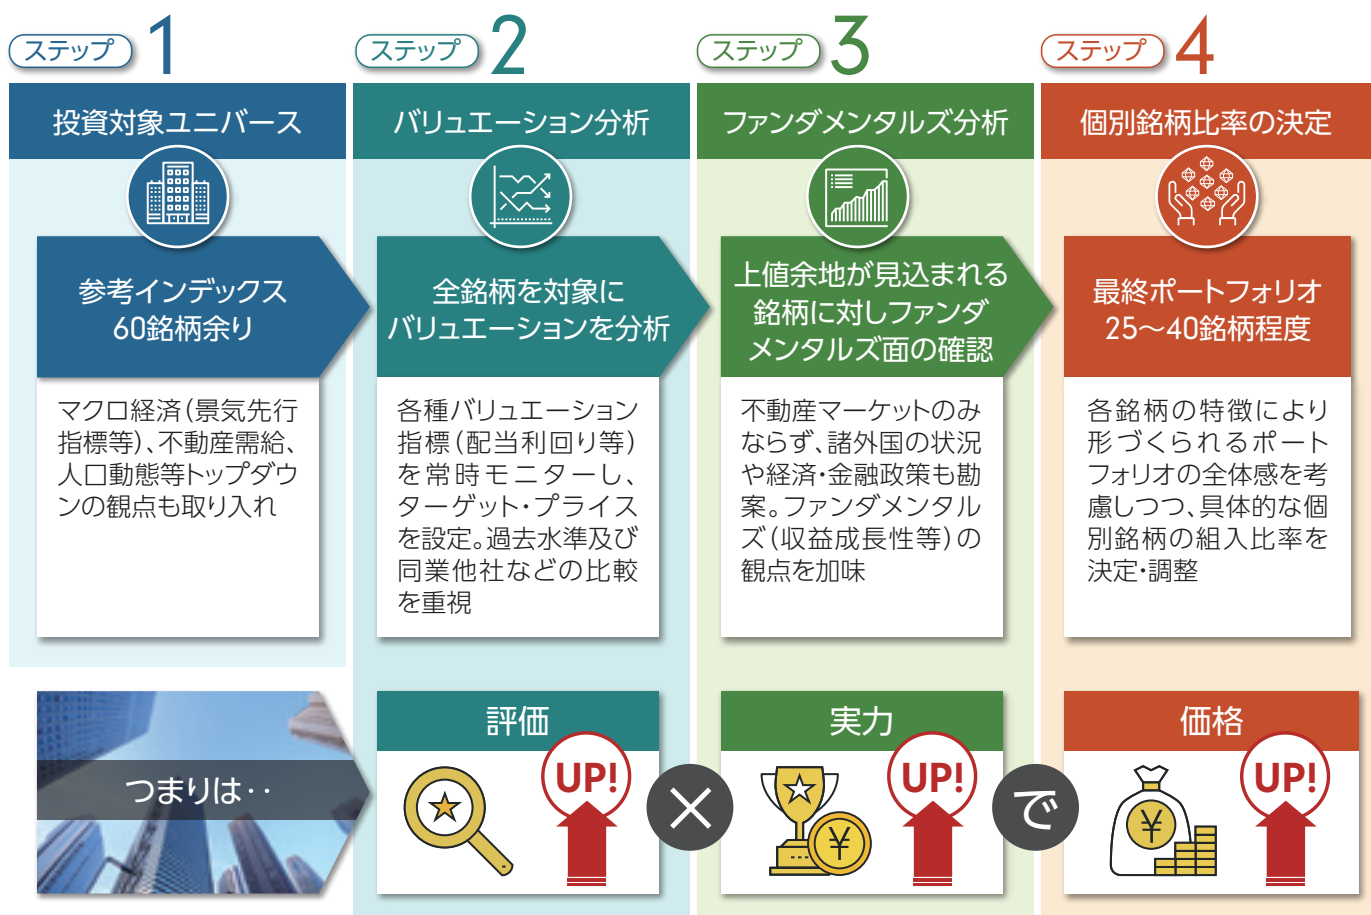 ステップ 1
投資対象ユニバース
参考インデックス
60銘柄余り
マクロ経済(景気先行
指標等)、不動産需給、
人口動態等トップダウ
ンの観点も取り入れ
ステップ 2
バリュエーション分析
全銘柄を対象に
バリュエーションを分析
各種バリュエーション
指標(配当利回り等)
を常時モニターし、
ターゲット・プライス
を設定。過去水準及び
同業他社などの比較
を重視
ステップ 3
ファンダメンタルズ分析
上値余地が見込まれる
銘柄に対しファンダ
メンタルズ面の確認
不動産マーケットのみ
ならず、諸外国の状況
や経済・金融政策も勘
案。ファンダメンタル
ズ(収益成長性等)の
観点を加味
ステップ 4
個別銘柄比率の決定
最終ポートフォリオ
25~40銘柄程度
各銘柄の特徴により
形づくられるポート
フォリオの全体感を考
慮しつつ、具体的な個
別銘柄の組入比率を
決定・調整
つまりは‥
評価
UP!
×
実力
¥
UP!
で
価格
¥
UP!